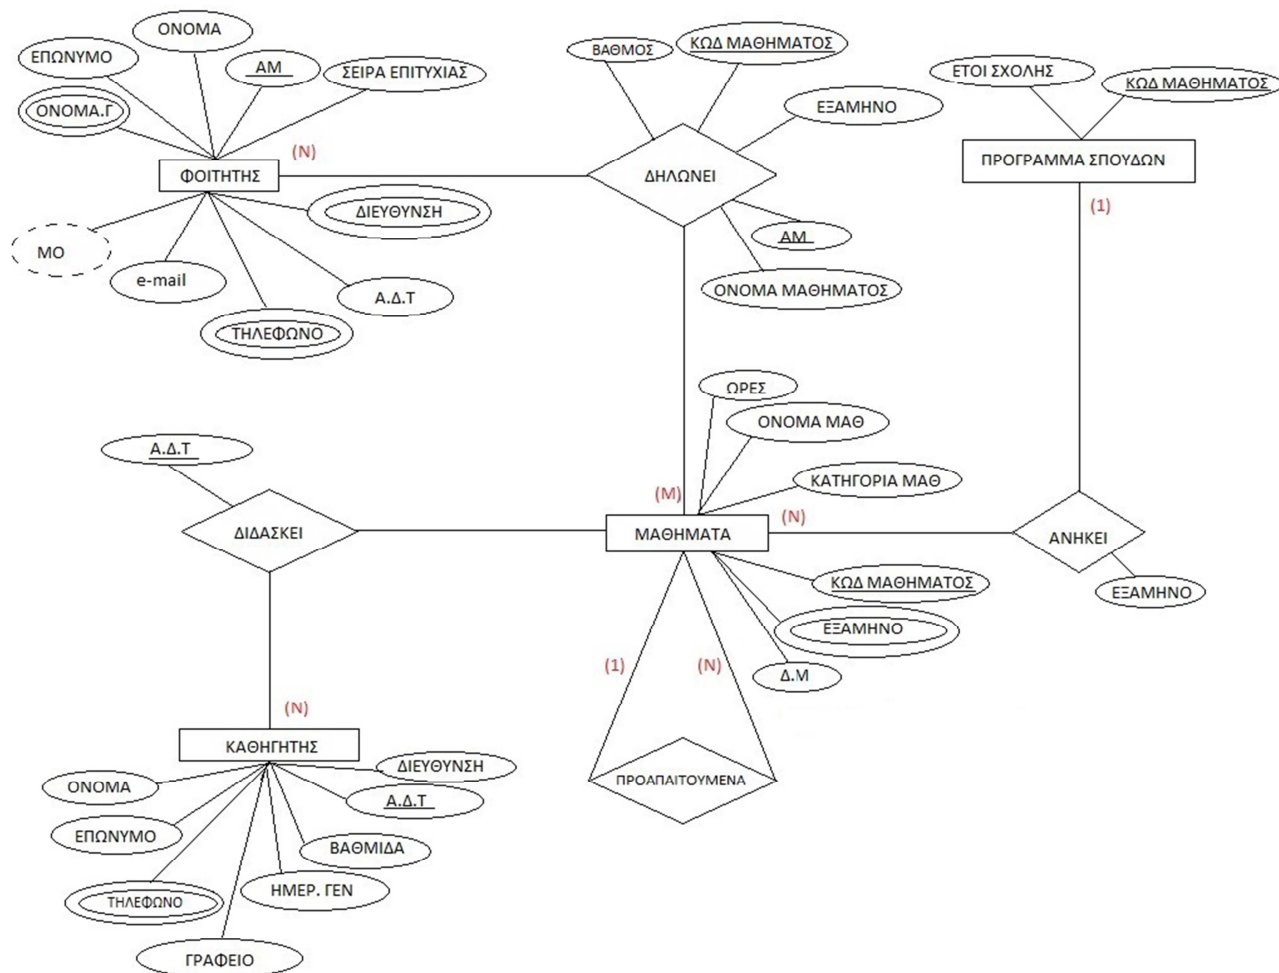 ΟΝΟΜΑ
ΕΠΩΝΥΜΟ
ΑΜ
ΣΕΙΡΑ ΕΠΙΤΥΧΙΑΣ
ΟΝΟΜΑ.Γ
(N)
ΦΟΙΤΗΤΗΣ
ΔΙΕΥΘΥΝΣΗ
ΜΟ
e-mail
Α.Δ.Τ
ΤΗΛΕΦΩΝΟ
ΒΑΘΜΟΣ
ΚΩΔ ΜΑΘΗΜΑΤΟΣ
ΕΞΑΜΗΝΟ
ΔΗΛΩΝΕΙ
ΑΜ
ΟΝΟΜΑ ΜΑΘΗΜΑΤΟΣ
ΕΤΟΙ ΣΧΟΛΗΣ
ΚΩΔ ΜΑΘΗΜΑΤΟΣ
ΠΡΟΓΡΑΜΜΑ ΣΠΟΥΔΩΝ
(1)
ΩΡΕΣ
ΟΝΟΜΑ ΜΑΘ
ΚΑΤΗΓΟΡΙΑ ΜΑΘ
(M)
(N)
ΜΑΘΗΜΑΤΑ
ΑΝΗΚΕΙ
ΕΞΑΜΗΝΟ
ΚΩΔ ΜΑΘΗΜΑΤΟΣ
ΕΞΑΜΗΝΟ
Δ.Μ
(1)
(N)
ΠΡΟΑΠΑΙΤΟΥΜΕΝΑ
Α.Δ.Τ
ΔΙΔΑΣΚΕΙ
(N)
ΚΑΘΗΓΗΤΗΣ
ΔΙΕΥΘΥΝΣΗ
ΟΝΟΜΑ
Α.Δ.Τ
ΕΠΩΝΥΜΟ
ΒΑΘΜΙΔΑ
ΗΜΕΡ. ΓΕΝ
ΤΗΛΕΦΩΝΟ
ΓΡΑΦΕΙΟ